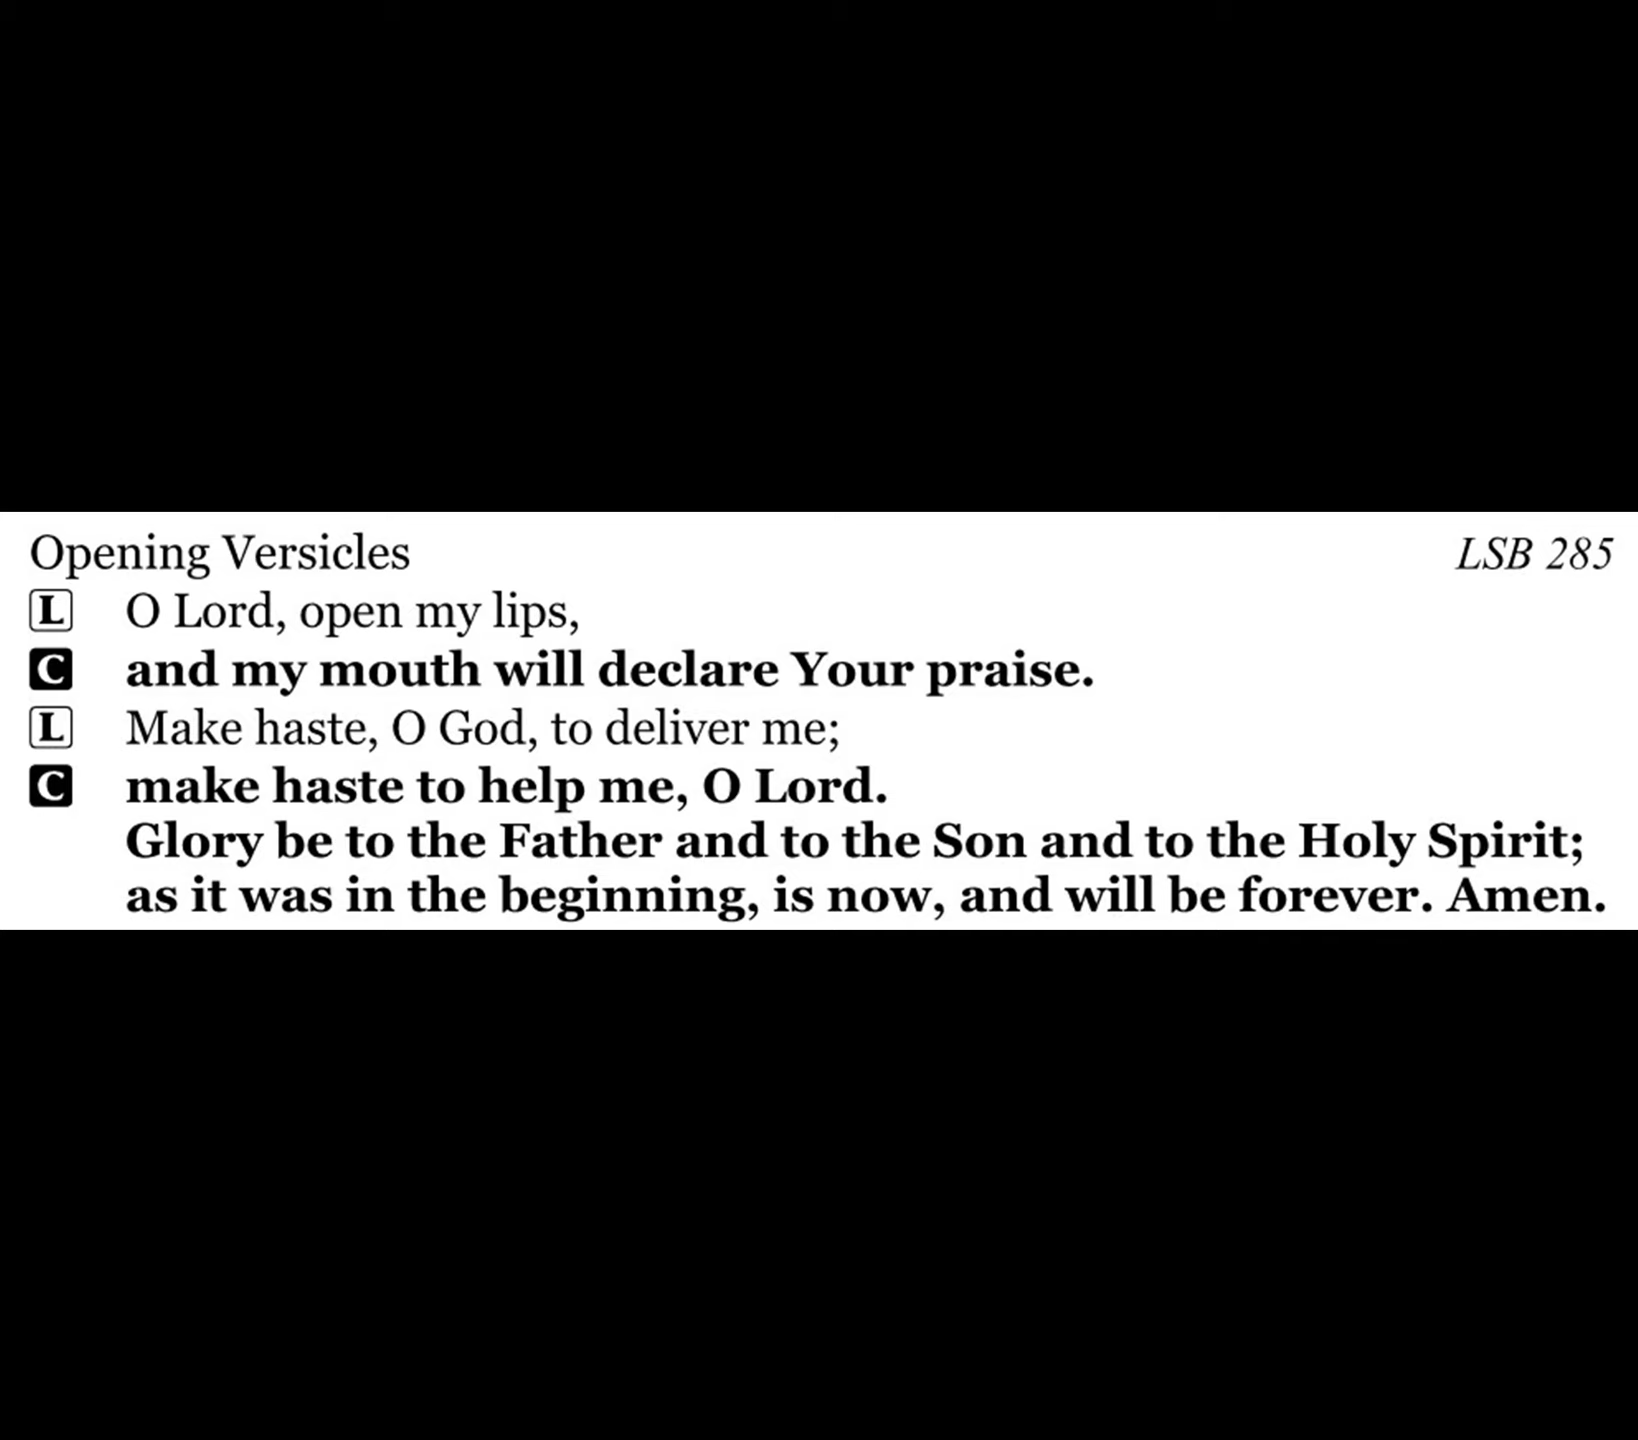 Opening Versicles LSB 285
L O Lord, open my lips,
C and my mouth will declare Your praise.
L Make haste, O God, to deliver me;
C make haste to help me, O Lord.
Glory be to the Father and to the Son and to the Holy Spirit;
as it was in the beginning, is now, and will be forever. Amen.